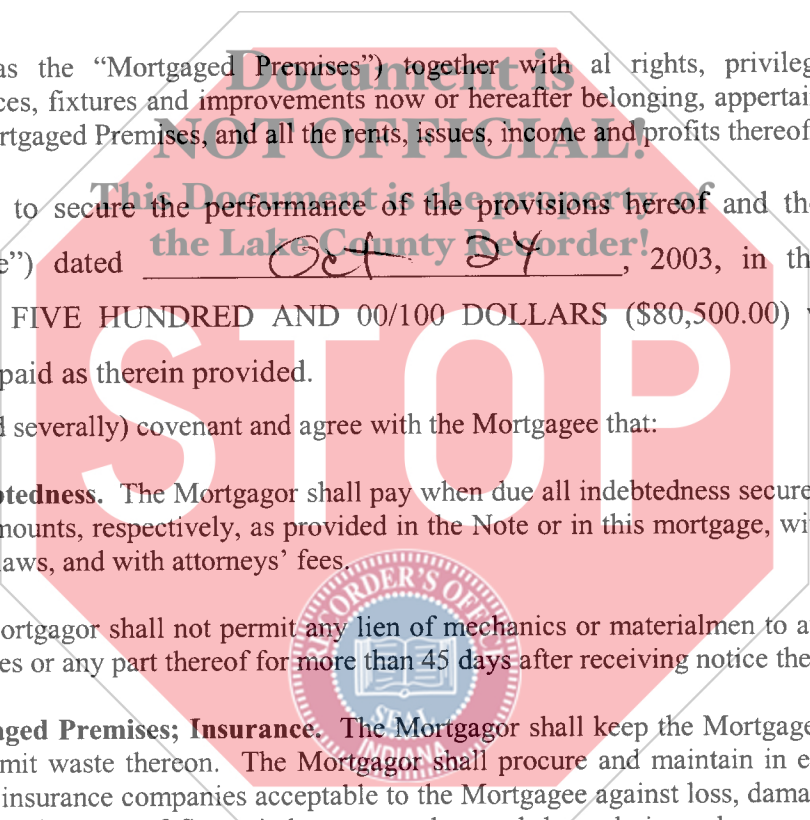 as the “Mortgaged Premises”) together with al rights, privileg
ces, fixtures and improvements now or hereafter belonging, appertai
rtgaged Premises, and all the rents, issues, income and profits thereof
Document is
NOT OFFICIAL!
This Document is the property of
the Lake County Recorder!
to secure the performance of the provisions hereof and th
e”) dated Oct 24, 2003, in th
FIVE HUNDRED AND 00/100 DOLLARS ($80,500.00)
STOP
paid as therein provided.
d severally) covenant and agree with the Mortgagee that:
btedness. The Mortgagor shall pay when due all indebtedness secure
mounts, respectively, as provided in the Note or in this mortgage, wi
laws, and with attorneys’ fees.
RECORDER'S OFFICE
SEAL
INDIANA
ortgagor shall not permit any lien of mechanics or materialmen to a
es or any part thereof for more than 45 days after receiving notice the
aged Premises; Insurance. The Mortgagor shall keep the Mortgage
mit waste thereon. The Mortgagor shall procure and maintain in e
insurance companies acceptable to the Mortgagee against loss, dama